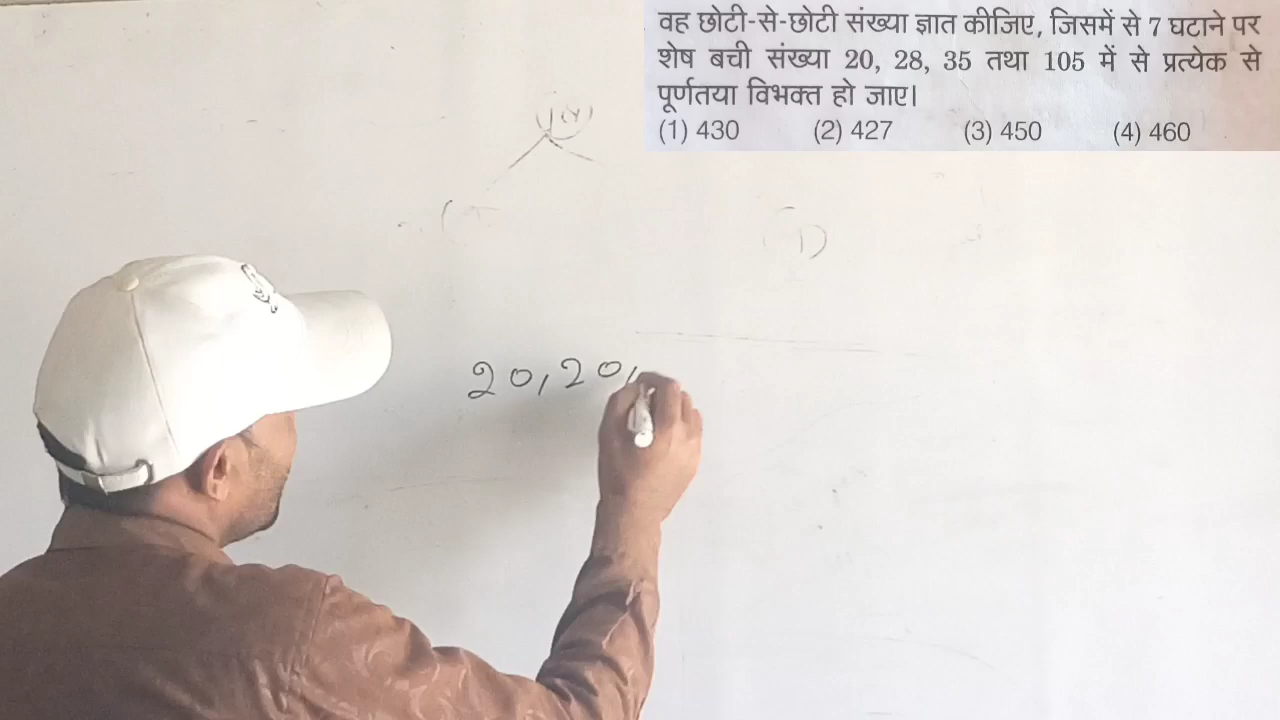 वह छोटी-से-छोटी संख्या ज्ञात कीजिए, जिसमें से 7 घटाने पर
शेष बची संख्या 20, 28, 35 तथा 105 में से प्रत्येक से
पूर्णतया विभक्त हो जाए।
(1) 430 (2) 427 (3) 450 (4) 460
20, 20,